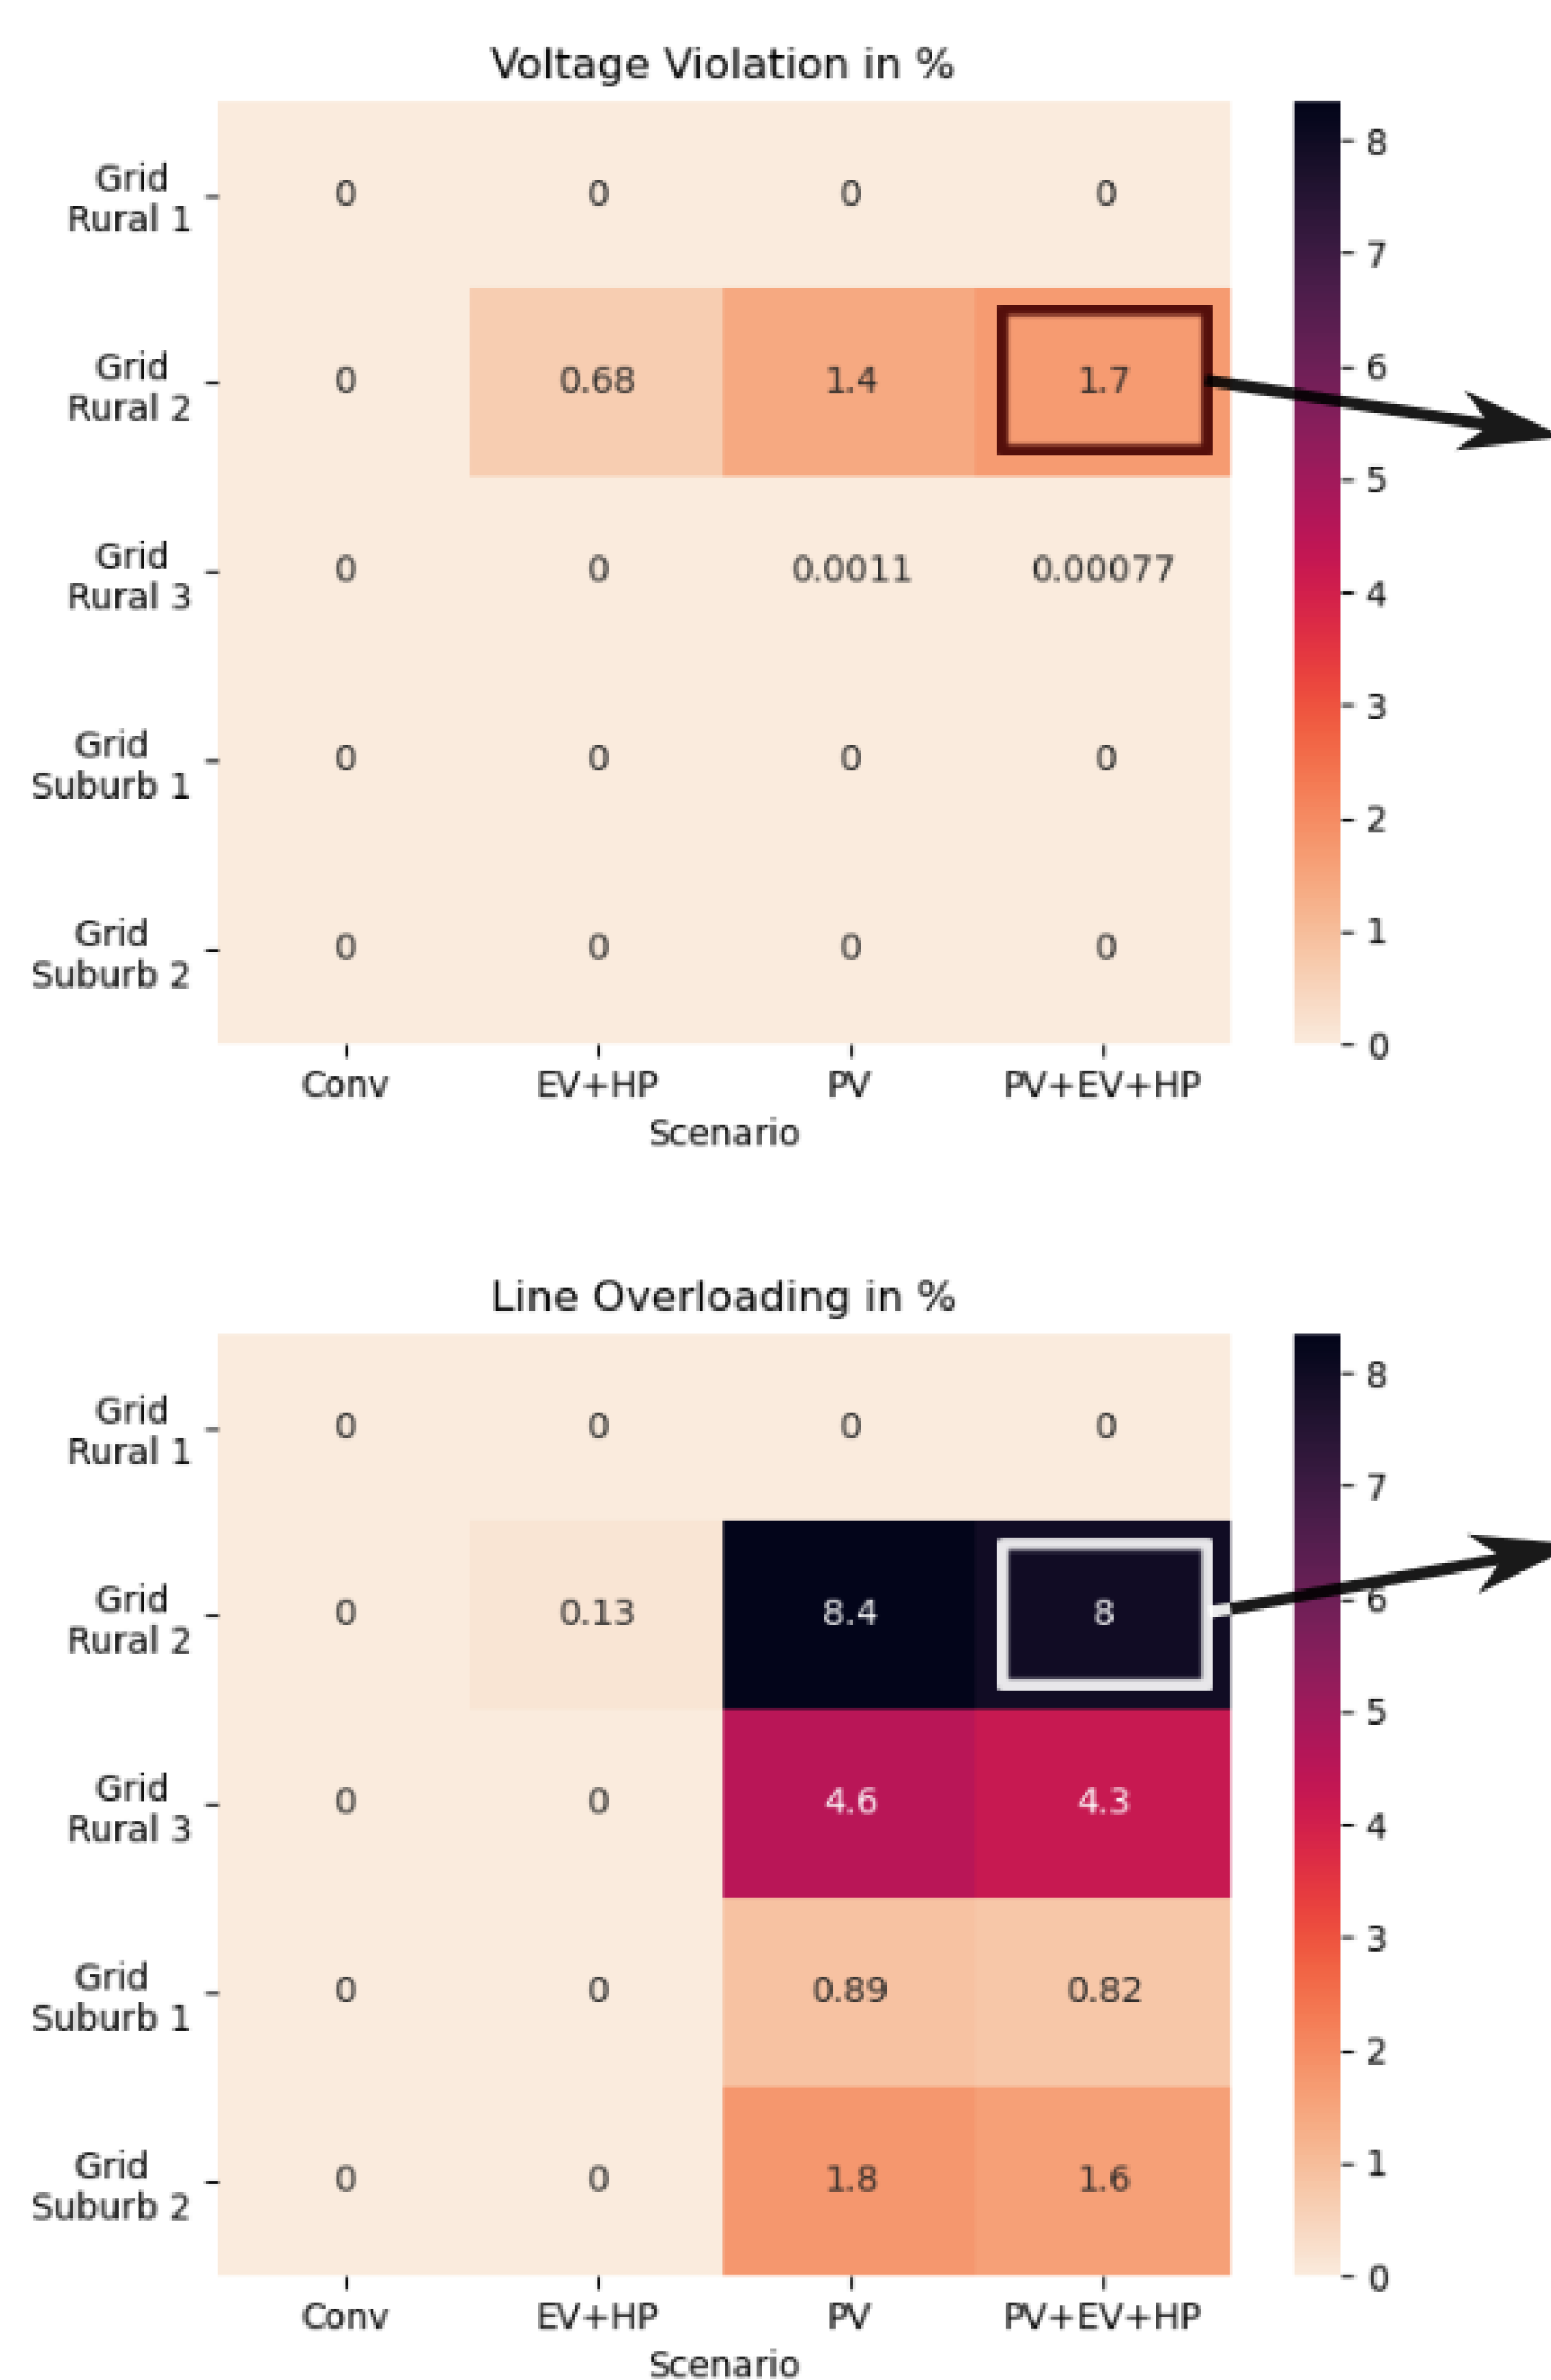 Voltage Violation in %
Grid
Rural 1
0 0 0 0
8
7
Grid
Rural 2
0 0.68 1.4 1.7
6
5
Grid
Rural 3
0 0 0.0011 0.00077
4
3
Grid
Suburb 1
0 0 0 0
2
1
Grid
Suburb 2
0 0 0 0
0
Conv EV+HP PV PV+EV+HP
Scenario
Line Overloading in %
Grid
Rural 1
0 0 0 0
8
7
Grid
Rural 2
0 0.13 8.4 8
6
5
Grid
Rural 3
0 0 4.6 4.3
4
3
Grid
Suburb 1
0 0 0.89 0.82
2
1
Grid
Suburb 2
0 0 1.8 1.6
0
Conv EV+HP PV PV+EV+HP
Scenario